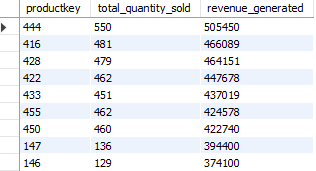 productkey total_quantity_sold revenue_generated
444 550 505450
416 481 466089
428 479 464151
422 462 447678
433 451 437019
455 462 424578
450 460 422740
147 136 394400
146 129 374100